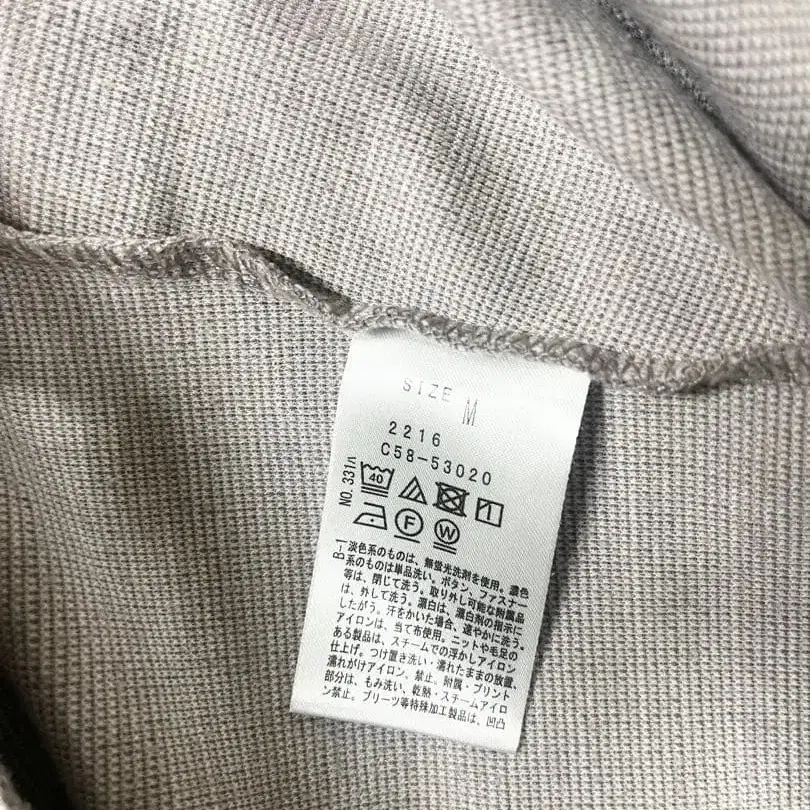 SIZE M
2216
C58-53020
NO.331ハ
40
F
W
B-1
淡色系のものは、無蛍光洗剤を使用。濃色
系のものは単品洗い。ボタン、ファスナー
等は、閉じて洗う。取り外し可能な附属品
は、外して洗う。漂白は、漂白剤の指示に
したがう。汗をかいた場合、速やかに洗う。
アイロンは、当て布使用。ニットや毛足の
ある製品は、スチームでの浮かしアイロン
仕上げ。つけ置き洗い・濡れたままの放置、
濡れがけアイロン、禁止。附属・プリント
部分は、もみ洗い、乾熱・スチームアイロ
ン禁止。プリーツ等特殊加工製品は、凹凸